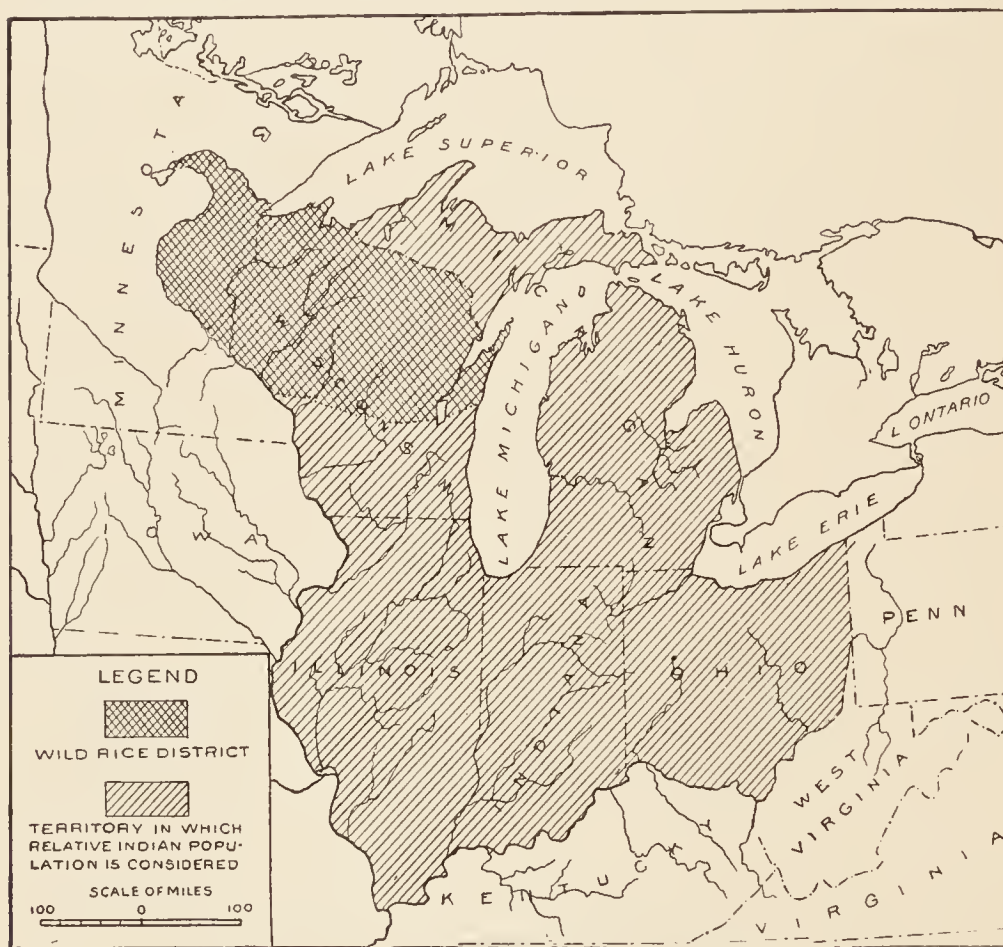 MINNESOTA
LAKE SUPERIOR
WISCONSIN
LAKE MICHIGAN
LAKE HURON
L ONTARIO
LAKE ERIE
IOWA
PENN
ILLINOIS
INDIANA
OHIO
WEST
VIRGINIA
KENTUCKY
VIRGINIA
LEGEND
WILD RICE DISTRICT
TERRITORY IN WHICH
RELATIVE INDIAN POPU-
LATION IS CONSIDERED
SCALE OF MILES
100 0 100